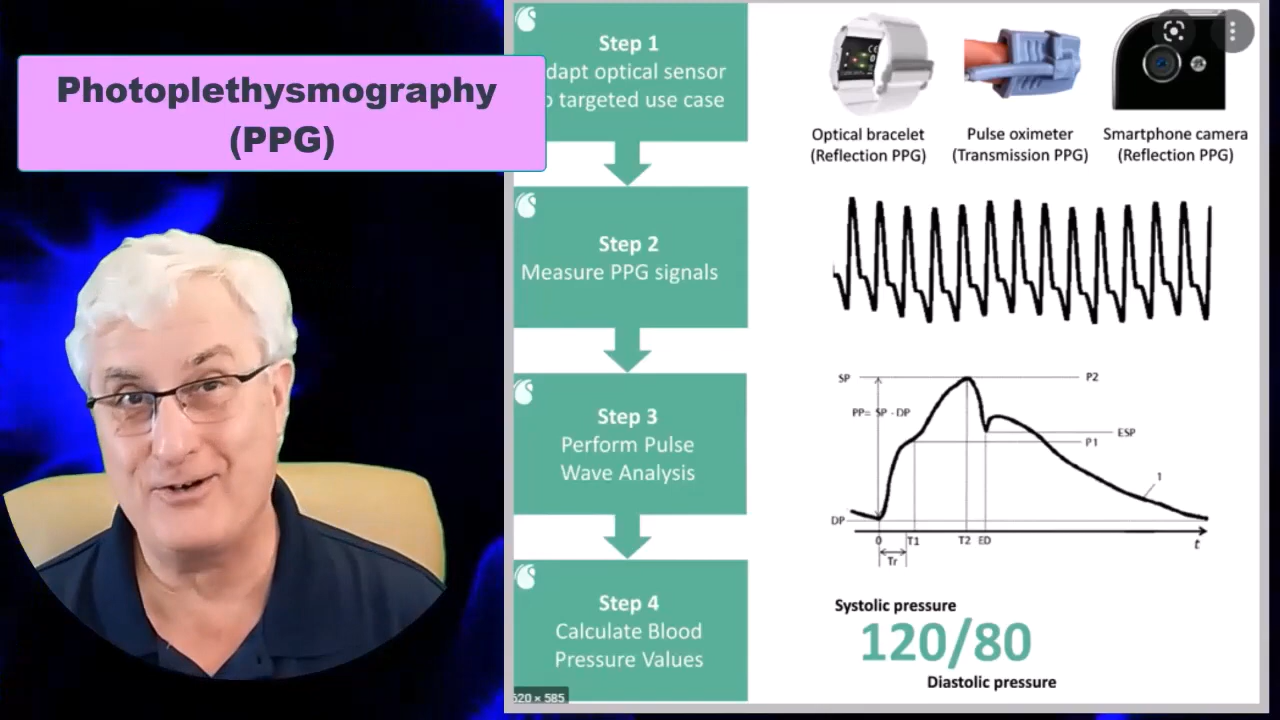 Photoplethysmography
(PPG)
Step 1
dapt optical sensor
o targeted use case
Step 2
Measure PPG signals
Step 3
Perform Pulse
Wave Analysis
Step 4
Calculate Blood
Pressure Values
520 × 585
Optical bracelet
(Reflection PPG)
Pulse oximeter
(Transmission PPG)
Smartphone camera
(Reflection PPG)
SP
P2
PP= SP - DP
ESP
P1
1
DP
0
T1
T2
ED
t
Tr
Systolic pressure
120/80
Diastolic pressure